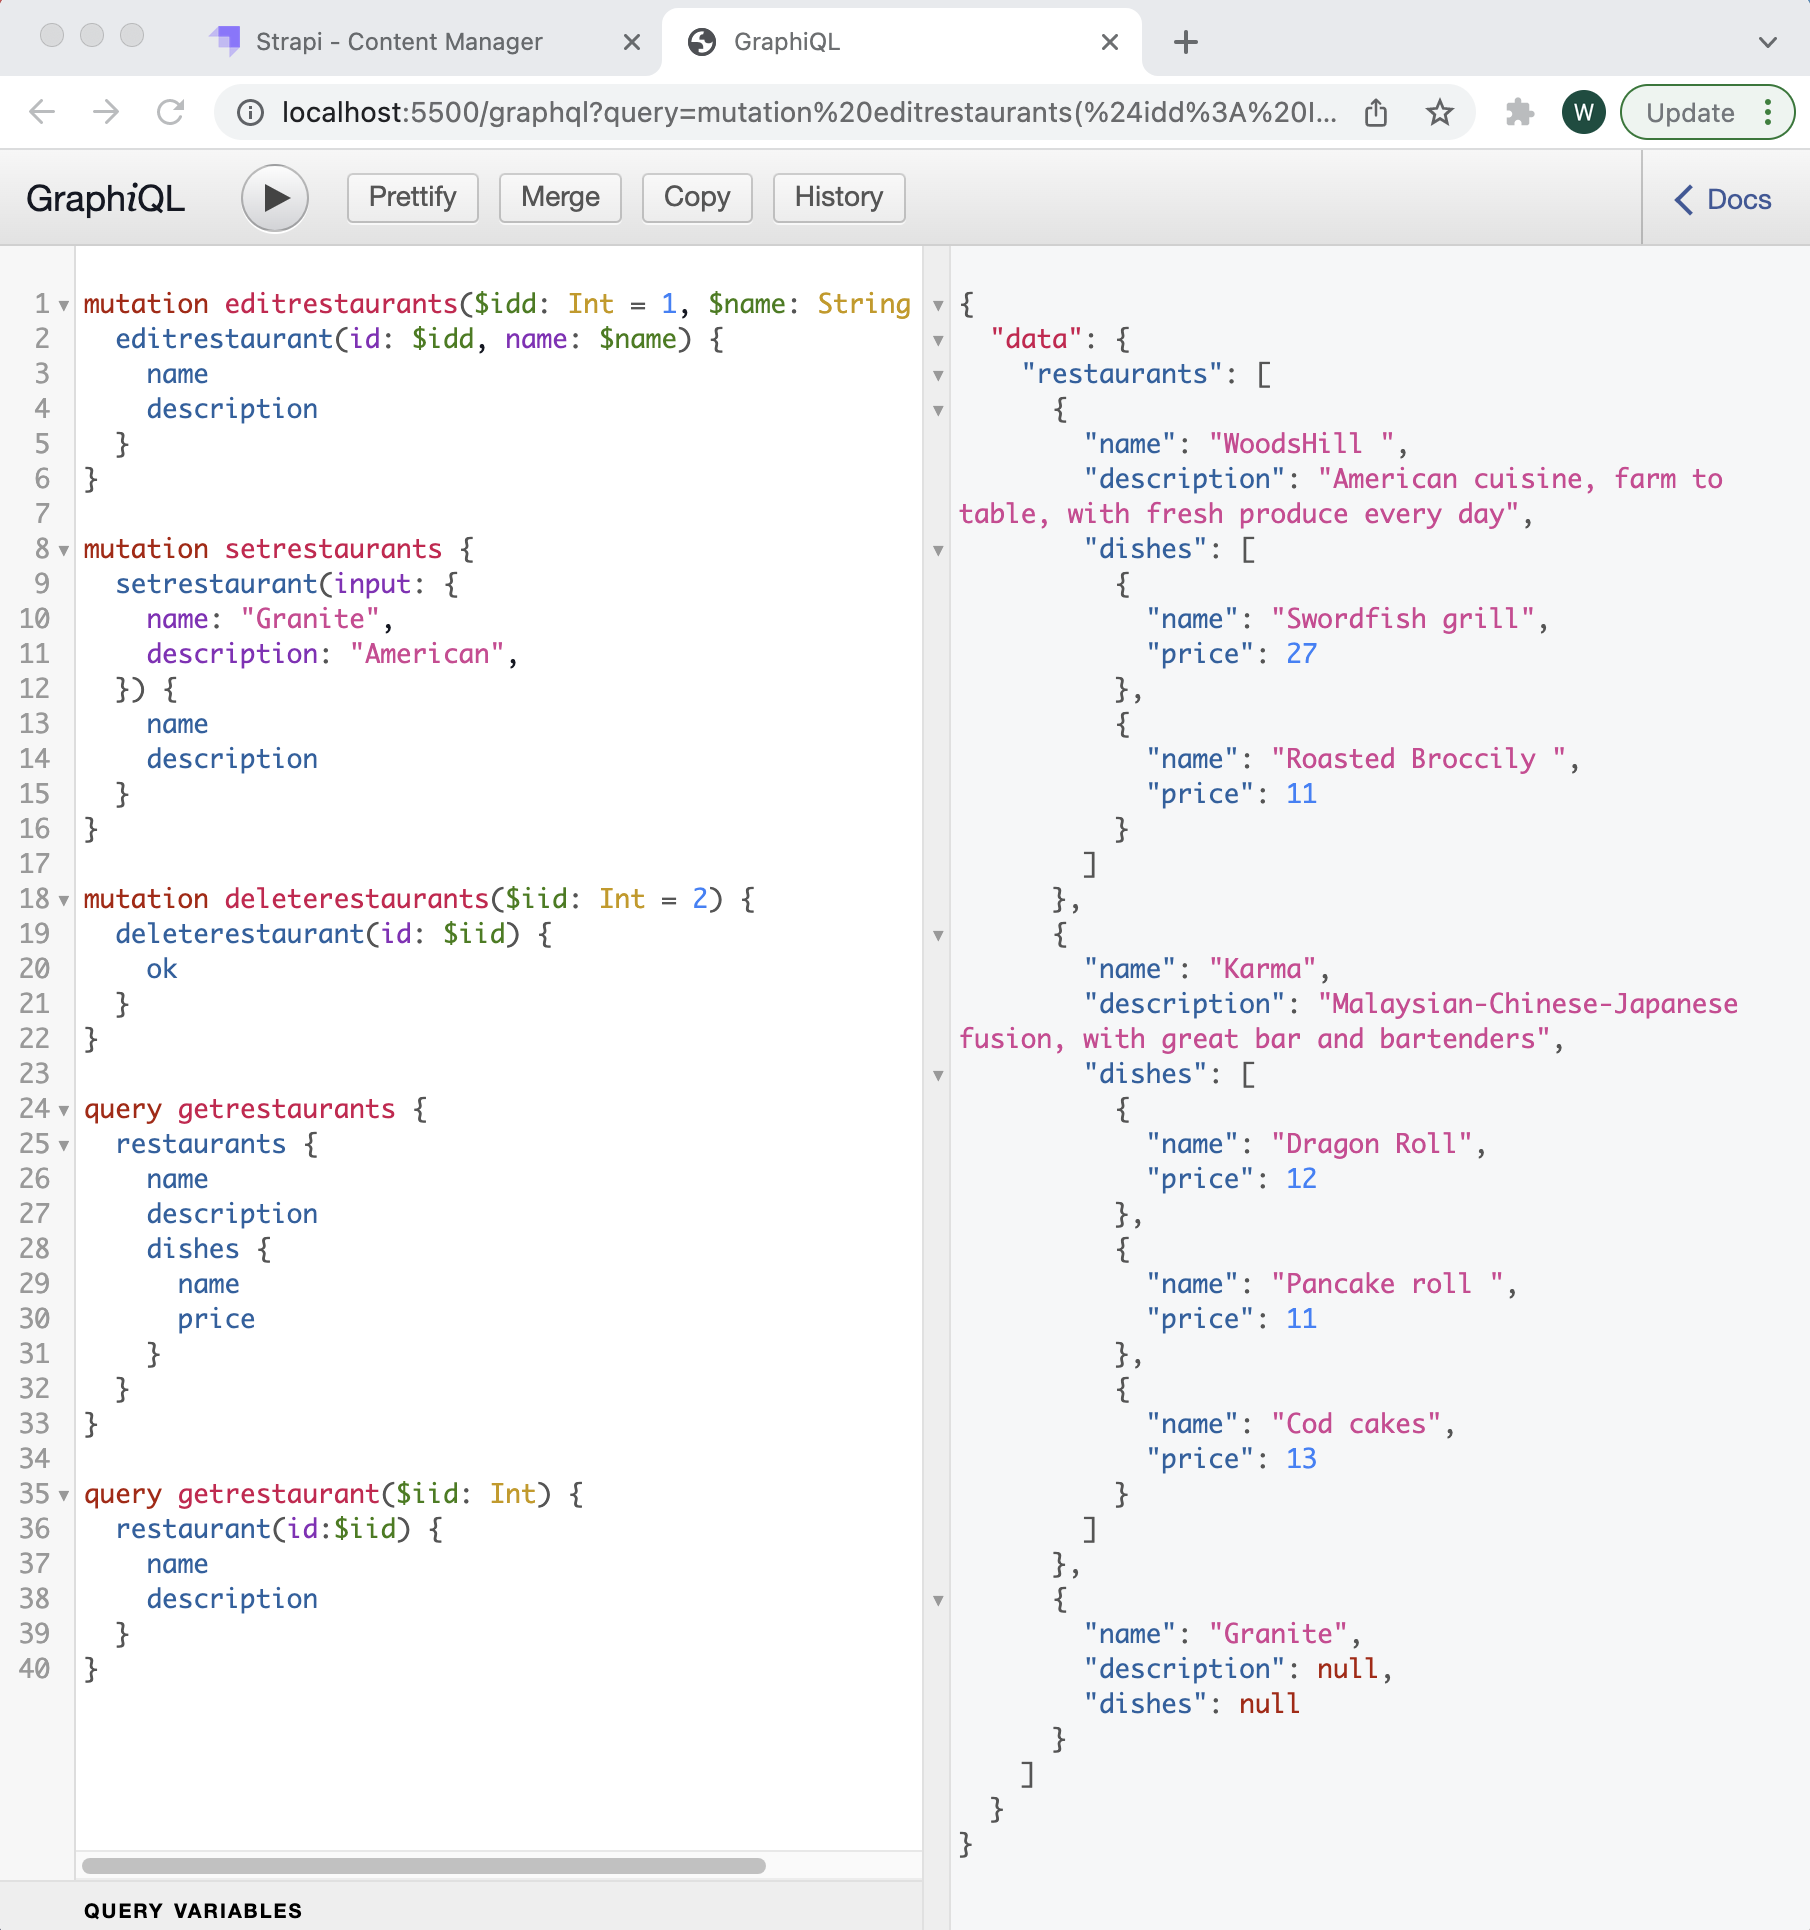 Strapi - Content Manager
GraphiQL
localhost:5500/graphql?query=mutation%20editrestaurants(%24idd%3A%20I...
W
Update
GraphiQL
Prettify
Merge
Copy
History
Docs
1 mutation editrestaurants($idd: Int = 1, $name: String
2   editrestaurant(id: $idd, name: $name) {
3     name
4     description
5   }
6 }
7
8 mutation setrestaurants {
9   setrestaurant(input: {
10     name: "Granite",
11     description: "American",
12   }) {
13     name
14     description
15   }
16 }
17
18 mutation deleterestaurants($iid: Int = 2) {
19   deleterestaurant(id: $iid) {
20     ok
21   }
22 }
23
24 query getrestaurants {
25   restaurants {
26     name
27     description
28     dishes {
29       name
30       price
31     }
32   }
33 }
34
35 query getrestaurant($iid: Int) {
36   restaurant(id:$iid) {
37     name
38     description
39   }
40 }
QUERY VARIABLES
{
  "data": {
    "restaurants": [
      {
        "name": "WoodsHill ",
        "description": "American cuisine, farm to
table, with fresh produce every day",
        "dishes": [
          {
            "name": "Swordfish grill",
            "price": 27
          },
          {
            "name": "Roasted Broccily ",
            "price": 11
          }
        ]
      },
      {
        "name": "Karma",
        "description": "Malaysian-Chinese-Japanese
fusion, with great bar and bartenders",
        "dishes": [
          {
            "name": "Dragon Roll",
            "price": 12
          },
          {
            "name": "Pancake roll ",
            "price": 11
          },
          {
            "name": "Cod cakes",
            "price": 13
          }
        ]
      },
      {
        "name": "Granite",
        "description": null,
        "dishes": null
      }
    ]
  }
}